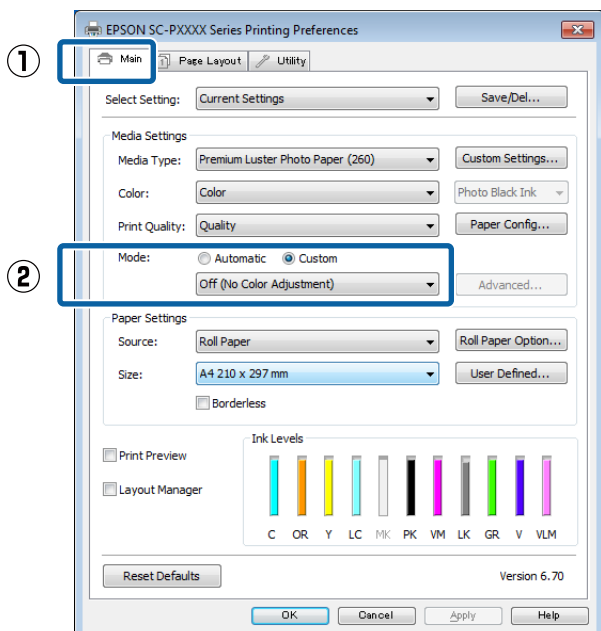 EPSON SC-PXXXX Series Printing Preferences
① Main Page Layout Utility
Select Setting: Current Settings Save/Del...
Media Settings
Media Type: Premium Luster Photo Paper (260) Custom Settings...
Color: Color Photo Black Ink
Print Quality: Quality Paper Config...
② Mode: Automatic Custom
Off (No Color Adjustment) Advanced...
Paper Settings
Source: Roll Paper Roll Paper Option...
Size: A4 210 x 297 mm User Defined...
Borderless
Ink Levels
Print Preview
Layout Manager
C OR Y LC MK PK VM LK GR V VLM
Reset Defaults Version 6.70
OK Cancel Apply Help